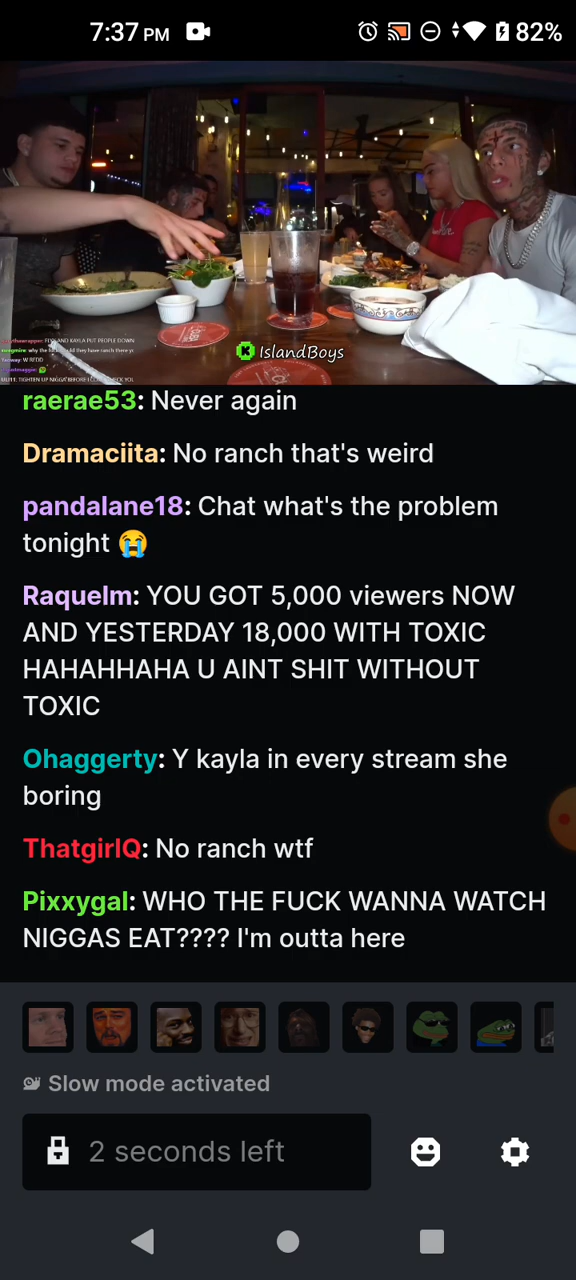 7:37 PM
82%
IslandBoys
raerae53: Never again
Dramaciita: No ranch that's weird
pandalane18: Chat what's the problem
tonight 😭
Raquelm: YOU GOT 5,000 viewers NOW
AND YESTERDAY 18,000 WITH TOXIC
HAHAHHAHA U AINT SHIT WITHOUT
TOXIC
Ohaggerty: Y kayla in every stream she
boring
ThatgirlQ: No ranch wtf
Pixxygal: WHO THE FUCK WANNA WATCH
NIGGAS EAT???? I'm outta here
Slow mode activated
2 seconds left